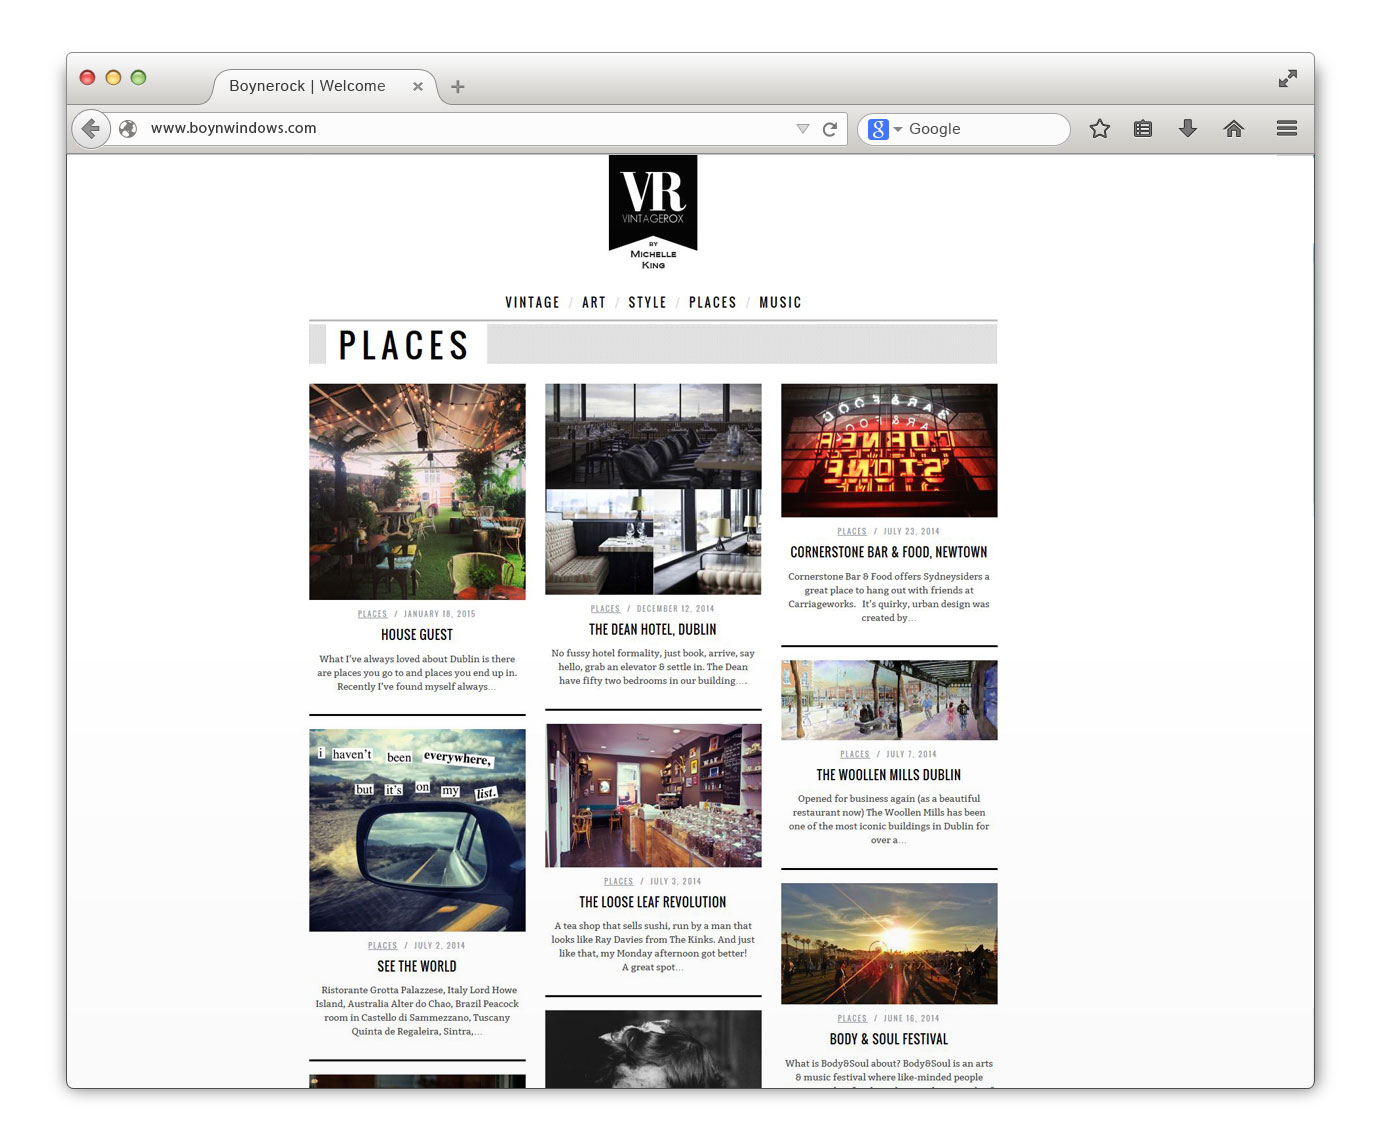 Boynerock | Welcome
www.boynwindows.com
Google
VR
VINTAGEROX
BY
MICHELLE
KING
VINTAGE / ART / STYLE / PLACES / MUSIC
PLACES
PLACES / JANUARY 18, 2015
HOUSE GUEST
What I've always loved about Dublin is there
are places you go to and places you end up in.
Recently I've found myself always...
i haven't been everywhere,
but it's on my list.
PLACES / JULY 2, 2014
SEE THE WORLD
Ristorante Grotta Palazzese, Italy Lord Howe
Island, Australia Alter do Chao, Brazil Peacock
room in Castello di Sammezzano, Tuscany
Quinta de Regaleira, Sintra,...
PLACES / DECEMBER 12, 2014
THE DEAN HOTEL, DUBLIN
No fussy hotel formality, just book, arrive, say
hello, grab an elevator & settle in. The Dean
have fifty two bedrooms in our building....
PLACES / JULY 3, 2014
THE LOOSE LEAF REVOLUTION
A tea shop that sells sushi, run by a man that
looks like Ray Davies from The Kinks. And just
like that, my Monday afternoon got better!
A great spot...
BAR & FOOD
CORNER
STONE
PLACES / JULY 23, 2014
CORNERSTONE BAR & FOOD, NEWTOWN
Cornerstone Bar & Food offers Sydneysiders a
great place to hang out with friends at
Carriageworks. It's quirky, urban design was
created by...
PLACES / JULY 7, 2014
THE WOOLLEN MILLS DUBLIN
Opened for business again (as a beautiful
restaurant now) The Woollen Mills has been
one of the most iconic buildings in Dublin for
over a...
PLACES / JUNE 16, 2014
BODY & SOUL FESTIVAL
What is Body&Soul about? Body&Soul is an arts
& music festival where like-minded people